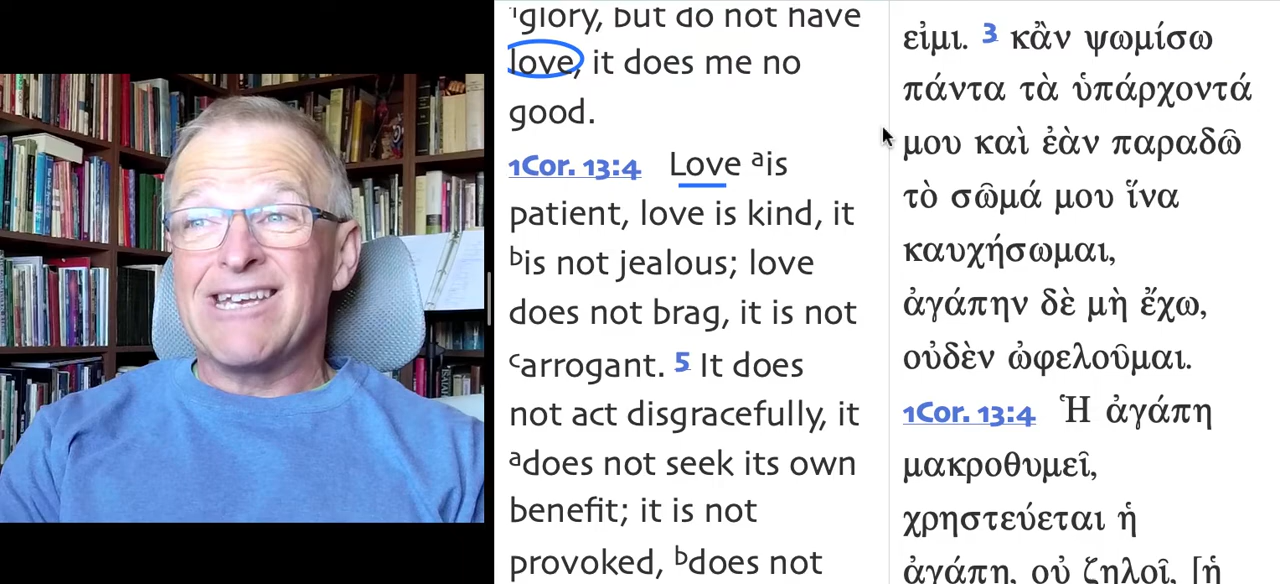 ¹glory, but do not have
love, it does me no
good.
1Cor. 13:4 Love ᵃis
patient, love is kind, it
ᵇis not jealous; love
does not brag, it is not
ᶜarrogant. 5 It does
not act disgracefully, it
ᵃdoes not seek its own
benefit; it is not
provoked, ᵇdoes not
εἰμι. 3 κἂν ψωμίσω
πάντα τὰ ὑπάρχοντά
μου καὶ ἐὰν παραδῶ
τὸ σῶμά μου ἵνα
καυχήσωμαι,
ἀγάπην δὲ μὴ ἔχω,
οὐδὲν ὠφελοῦμαι.
1Cor. 13:4 Ἡ ἀγάπη
μακροθυμεῖ,
χρηστεύεται ἡ
ἀγάπη, οὐ ζηλοῖ, [ἡ